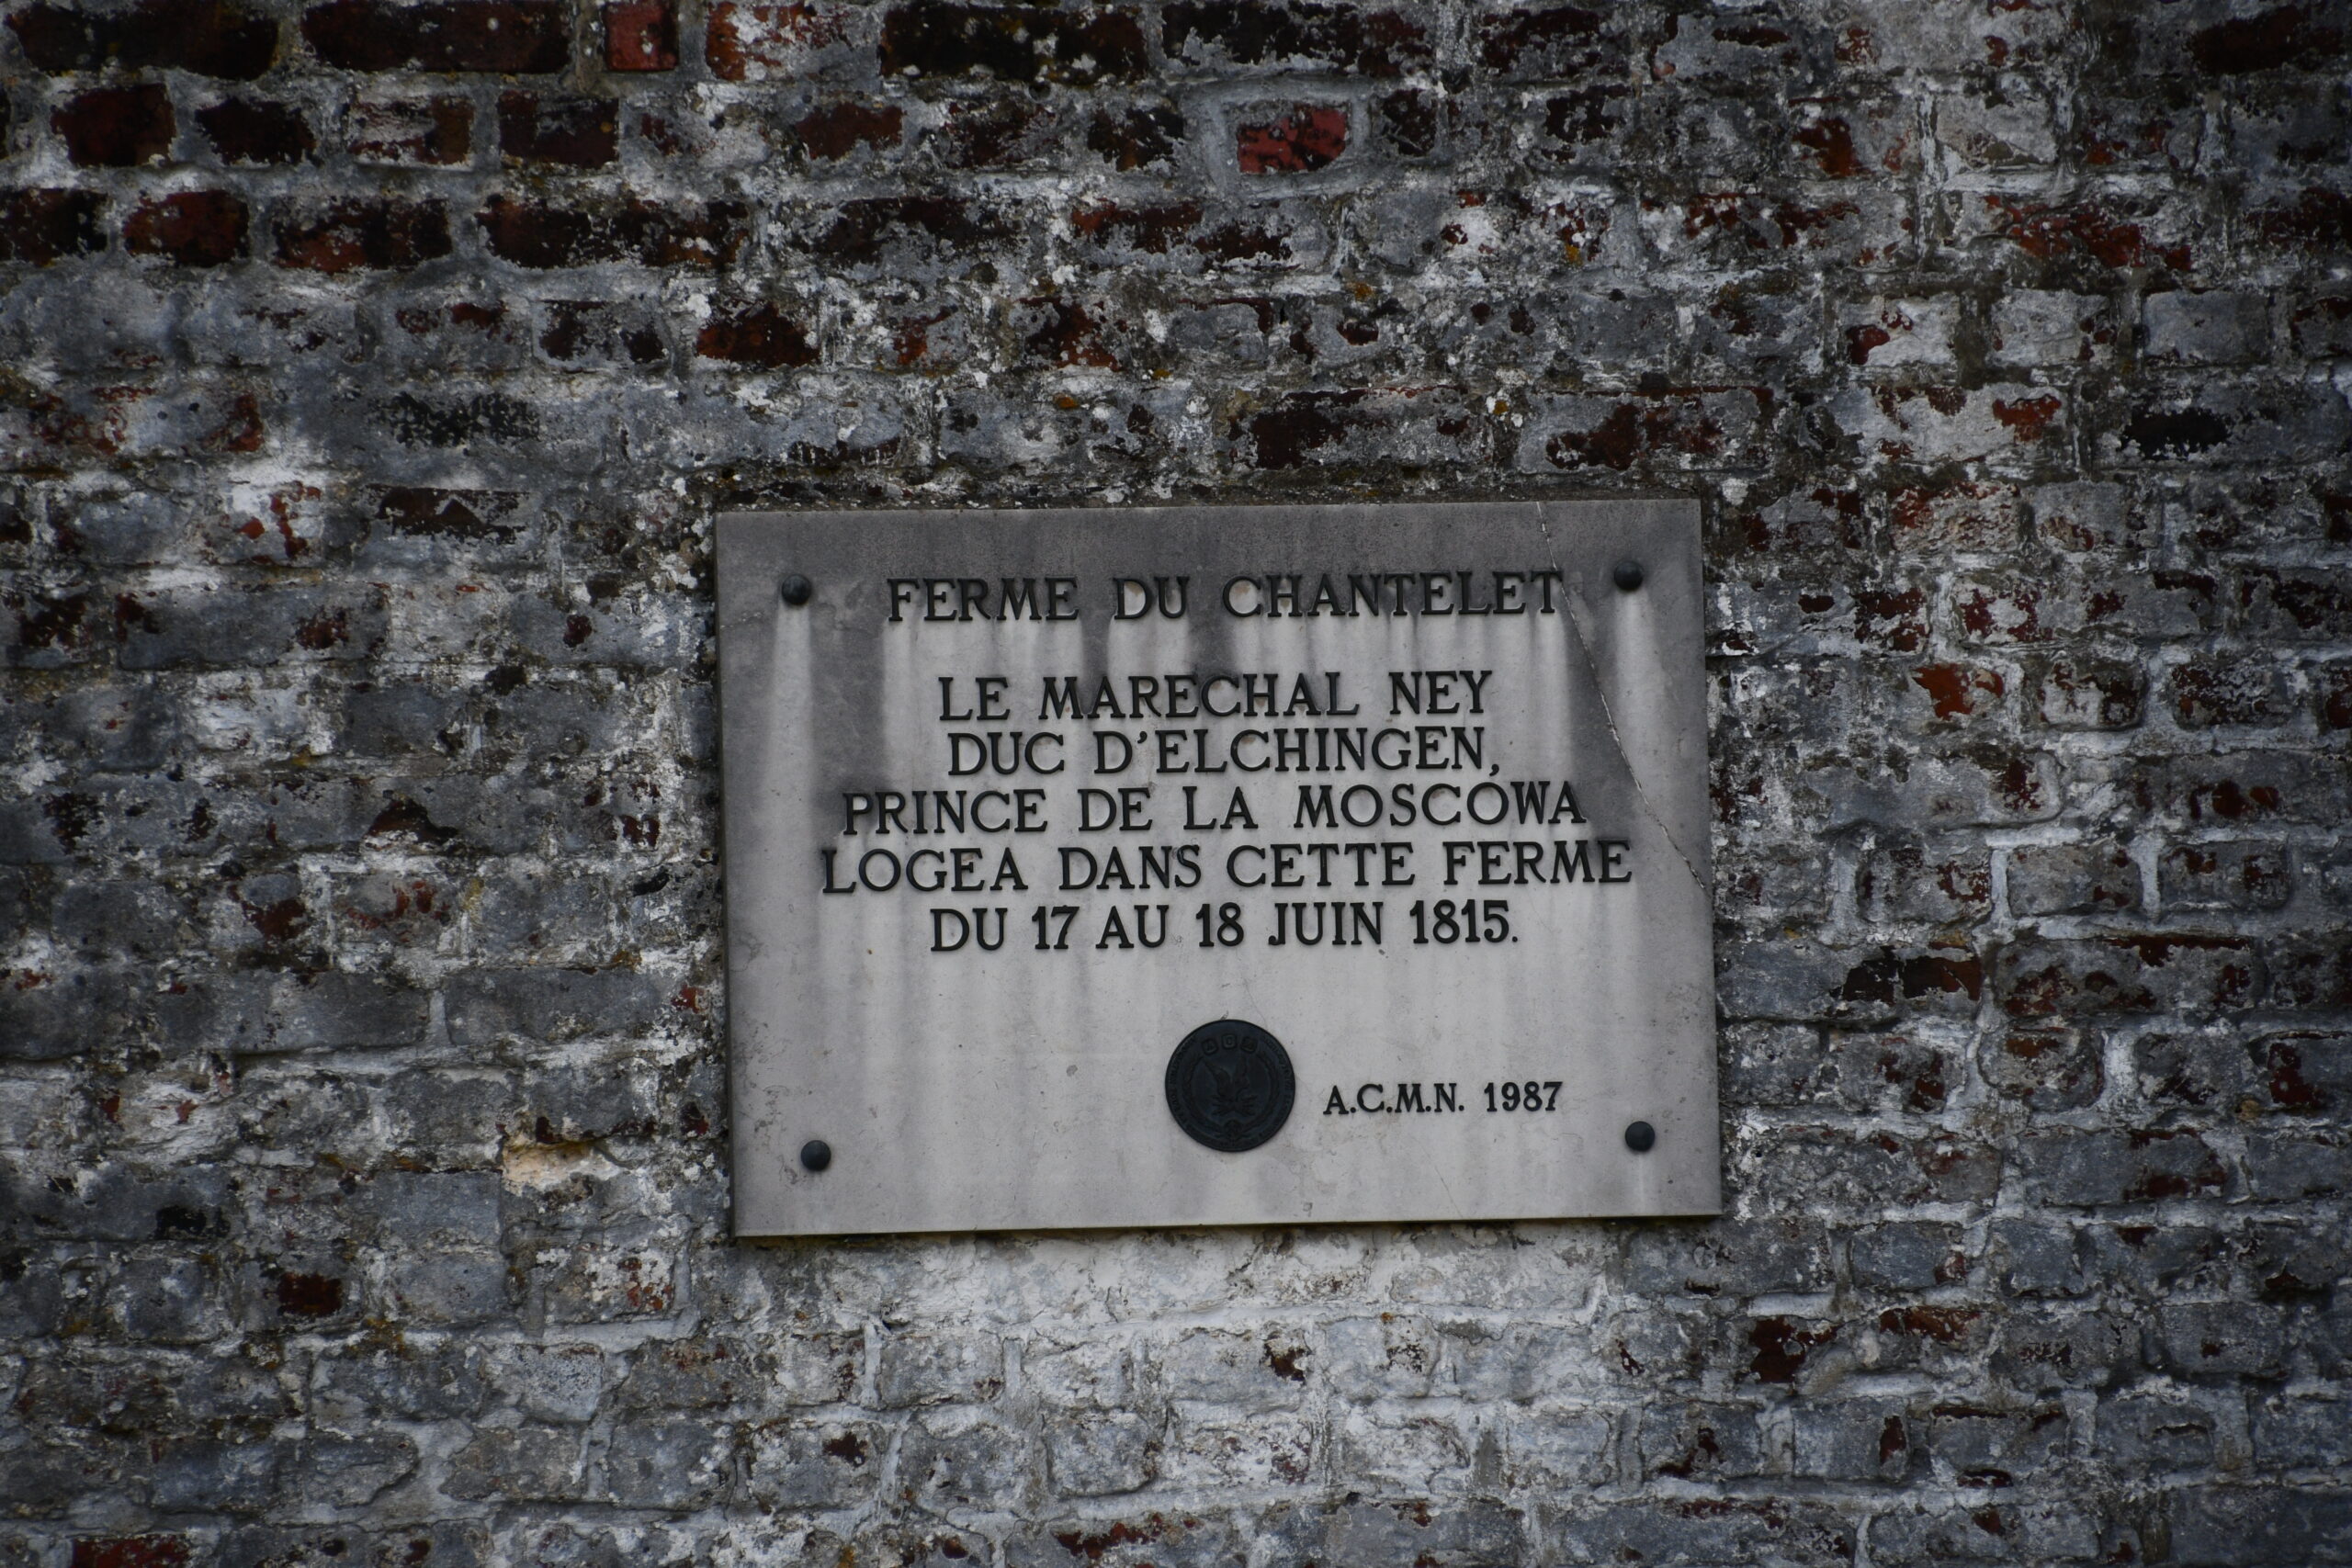 FERME DU CHANTELET
LE MARECHAL NEY
DUC D'ELCHINGEN,
PRINCE DE LA MOSCOWA
LOGEA DANS CETTE FERME
DU 17 AU 18 JUIN 1815.
A.C.M.N. 1987